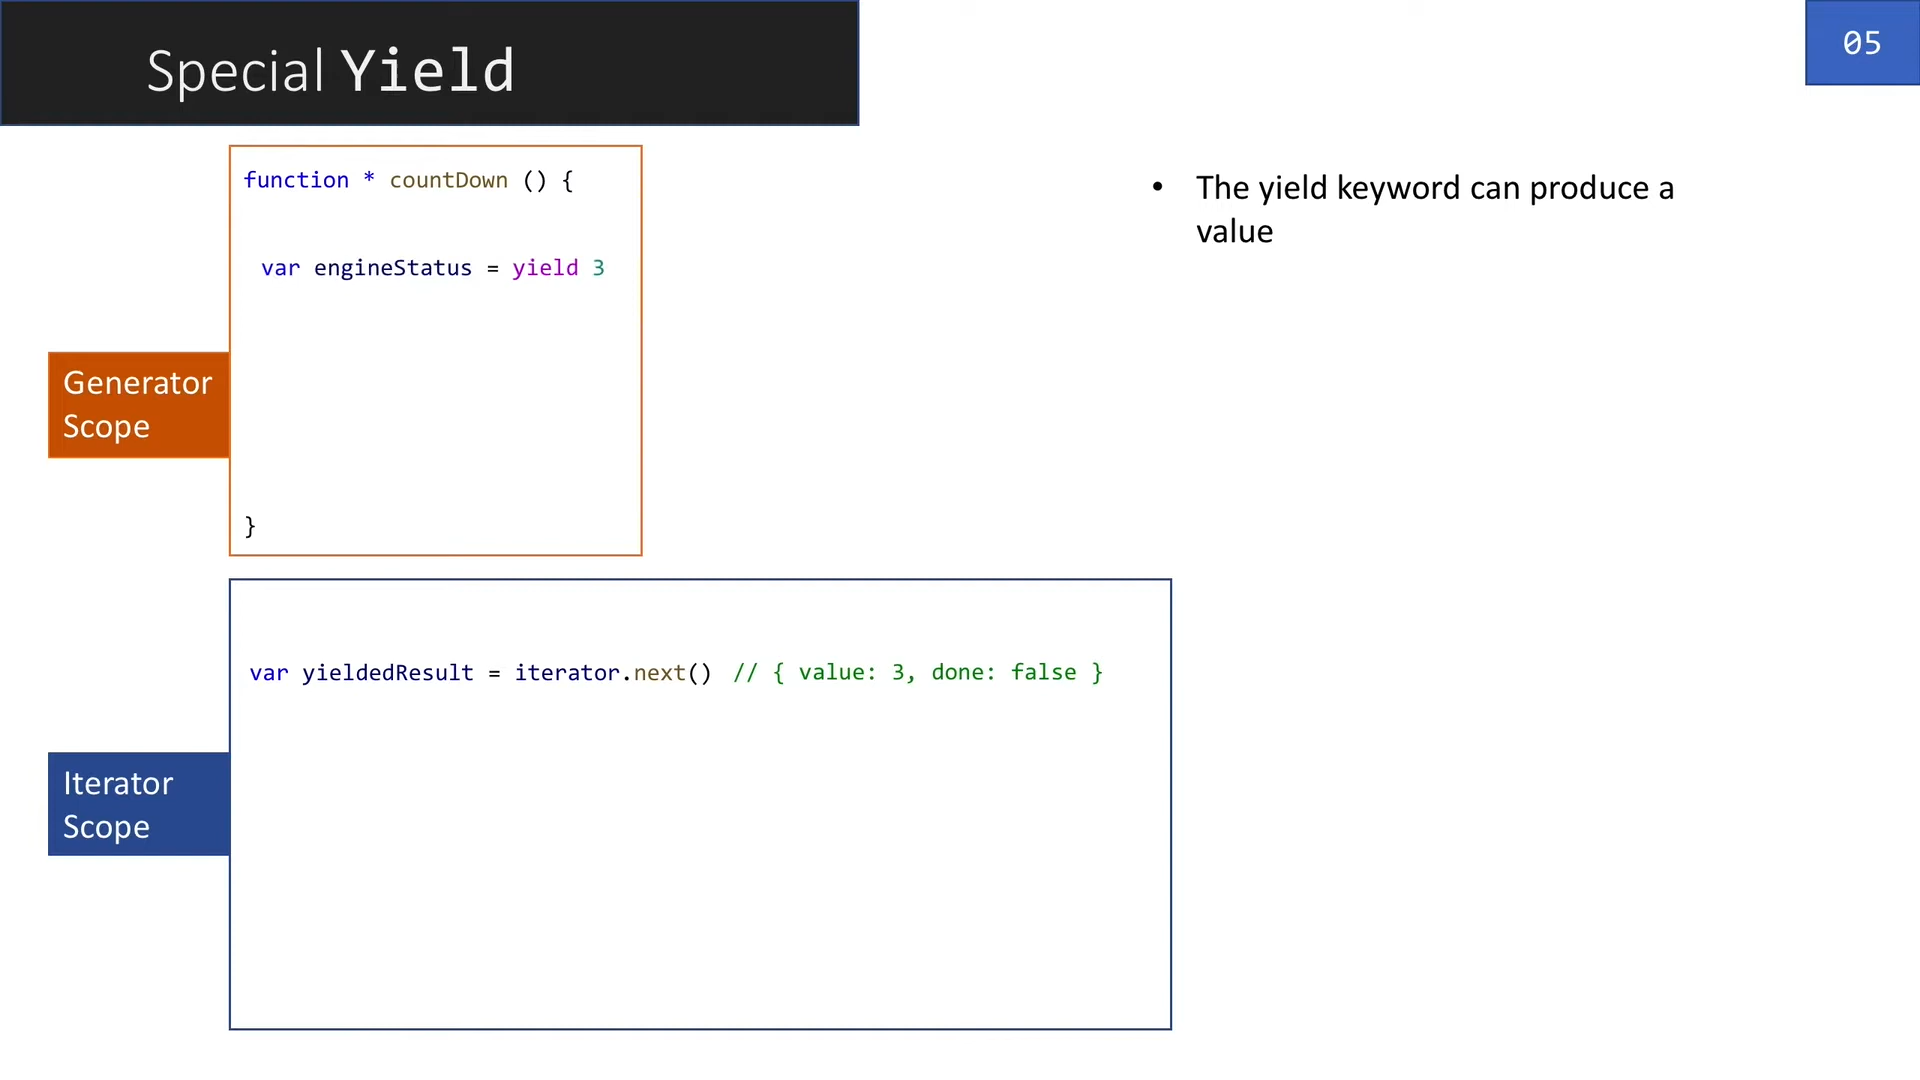 Special Yield
05
function * countDown () {
var engineStatus = yield 3
}
Generator
Scope
• The yield keyword can produce a
value
var yieldedResult = iterator.next() // { value: 3, done: false }
Iterator
Scope